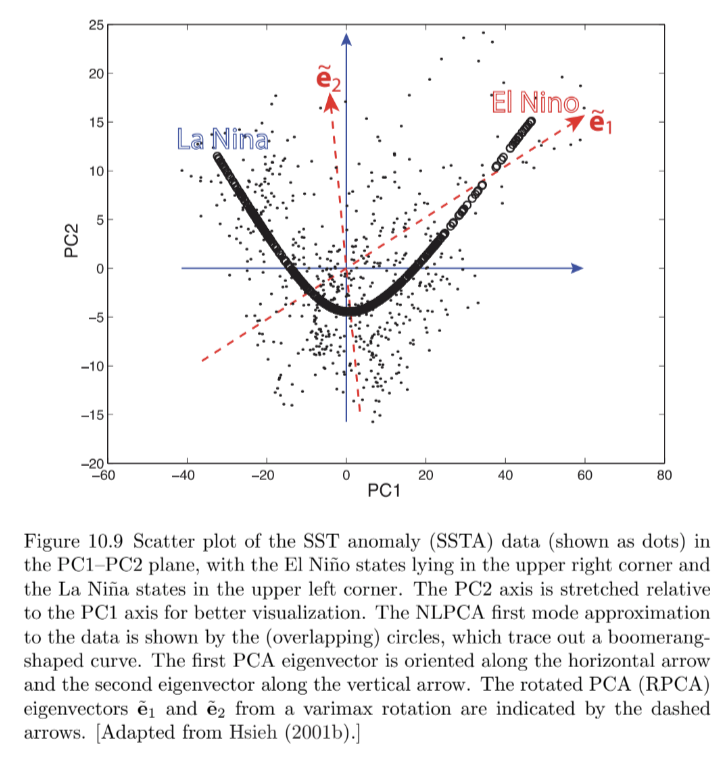 25
20
15
10
5
0
−5
−10
−15
−20
PC2
La Nina
ẽ2
El Nino
ẽ1
−60 −40 −20 0 20 40 60 80
PC1
Figure 10.9 Scatter plot of the SST anomaly (SSTA) data (shown as dots) in
the PC1–PC2 plane, with the El Niño states lying in the upper right corner and
the La Niña states in the upper left corner. The PC2 axis is stretched relative
to the PC1 axis for better visualization. The NLPCA first mode approximation
to the data is shown by the (overlapping) circles, which trace out a boomerang-
shaped curve. The first PCA eigenvector is oriented along the horizontal arrow
and the second eigenvector along the vertical arrow. The rotated PCA (RPCA)
eigenvectors ẽ1 and ẽ2 from a varimax rotation are indicated by the dashed
arrows. [Adapted from Hsieh (2001b).]